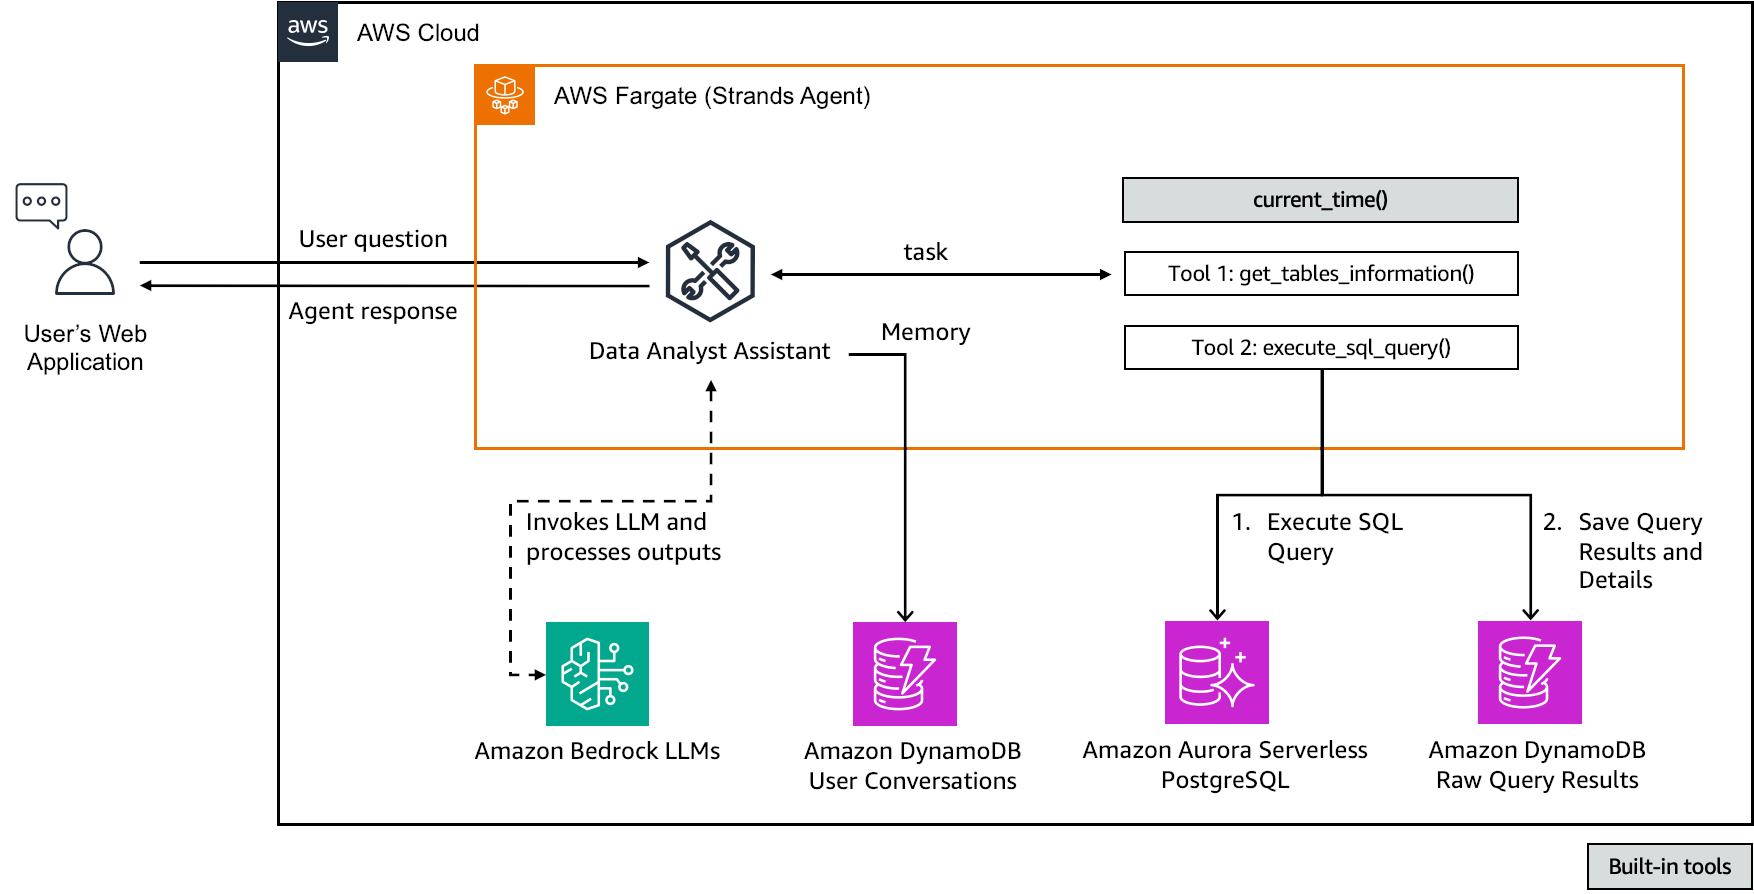 aws
AWS Cloud
AWS Fargate (Strands Agent)
current_time()
User question
task
Tool 1: get_tables_information()
Agent response
User’s Web
Application
Memory
Data Analyst Assistant
Tool 2: execute_sql_query()
Invokes LLM and
processes outputs
1. Execute SQL
Query
2. Save Query
Results and
Details
Amazon Bedrock LLMs
Amazon DynamoDB
User Conversations
Amazon Aurora Serverless
PostgreSQL
Amazon DynamoDB
Raw Query Results
Built-in tools